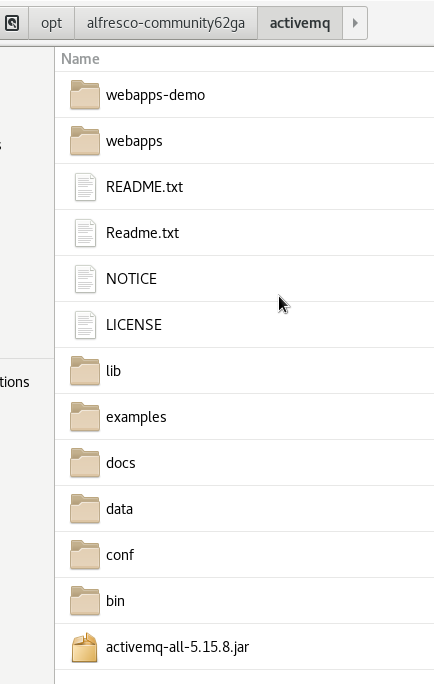 opt alfresco-community62ga activemq
Name
webapps-demo
webapps
README.txt
Readme.txt
NOTICE
LICENSE
lib
tions
examples
docs
data
conf
bin
activemq-all-5.15.8.jar